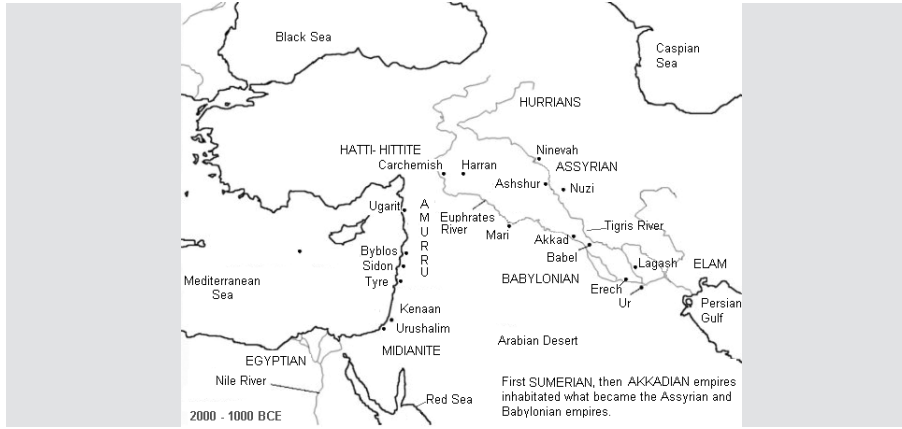 Black Sea
Caspian
Sea
HURRIANS
HATTI- HITTITE
Ninevah
Carchemish
Harran
ASSYRIAN
Ashshur
Nuzi
Ugarit
AMURRU
Euphrates
River
Mari
Tigris River
Akkad
Babel
Byblos
Sidon
Tyre
Lagash
ELAM
Mediterranean
Sea
BABYLONIAN
Erech
Ur
Persian
Gulf
Kenaan
Urushalim
MIDIANITE
Arabian Desert
EGYPTIAN
Nile River
Red Sea
First SUMERIAN, then AKKADIAN empires
inhabitated what became the Assyrian and
Babylonian empires.
2000 - 1000 BCE